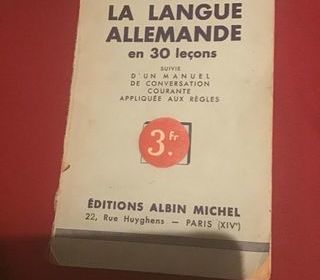 LA LANGUE
ALLEMANDE
en 30 leçons
SUIVIE
D'UN MANUEL
DE CONVERSATION
COURANTE
APPLIQUÉE AUX RÈGLES
3.fr
ÉDITIONS ALBIN MICHEL
22, Rue Huyghens — PARIS (XIVe)